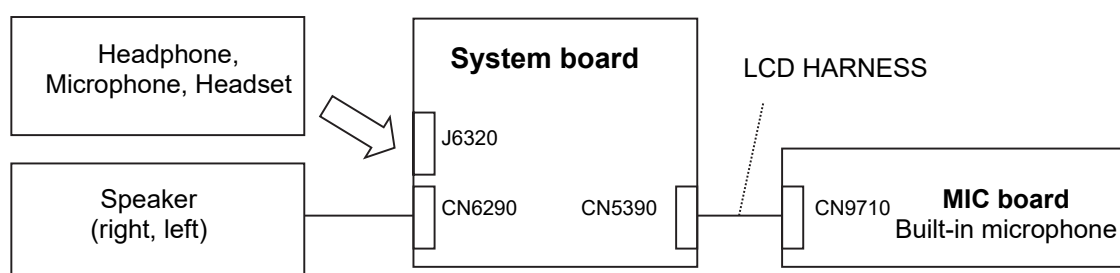 Headphone,
Microphone, Headset
System board
LCD HARNESS
J6320
Speaker
(right, left)
CN6290
CN5390
CN9710
MIC board
Built-in microphone